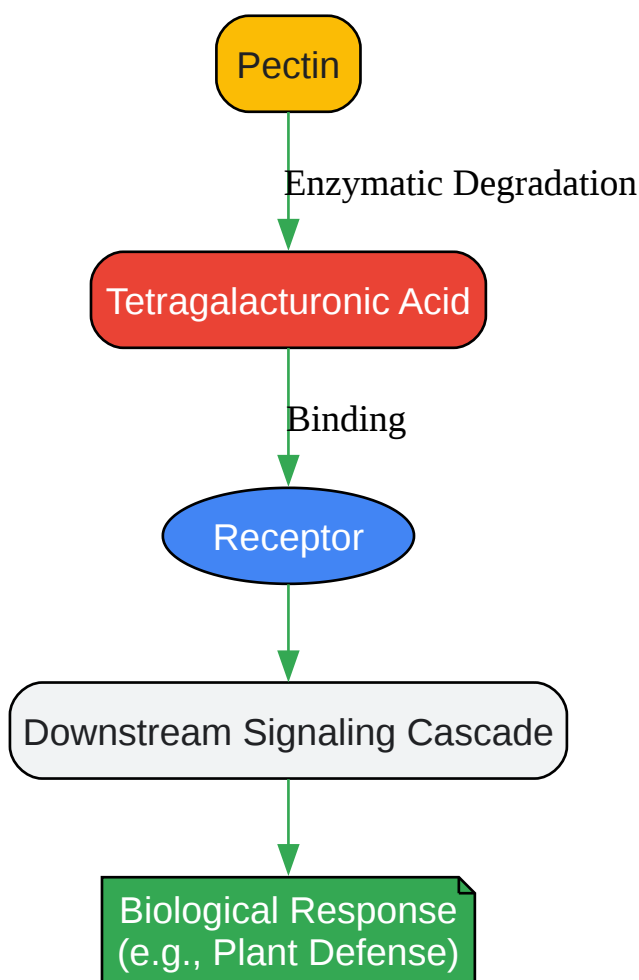 Pectin
Enzymatic Degradation
Tetragalacturonic Acid
Binding
Receptor
Downstream Signaling Cascade
Biological Response
(e.g., Plant Defense)